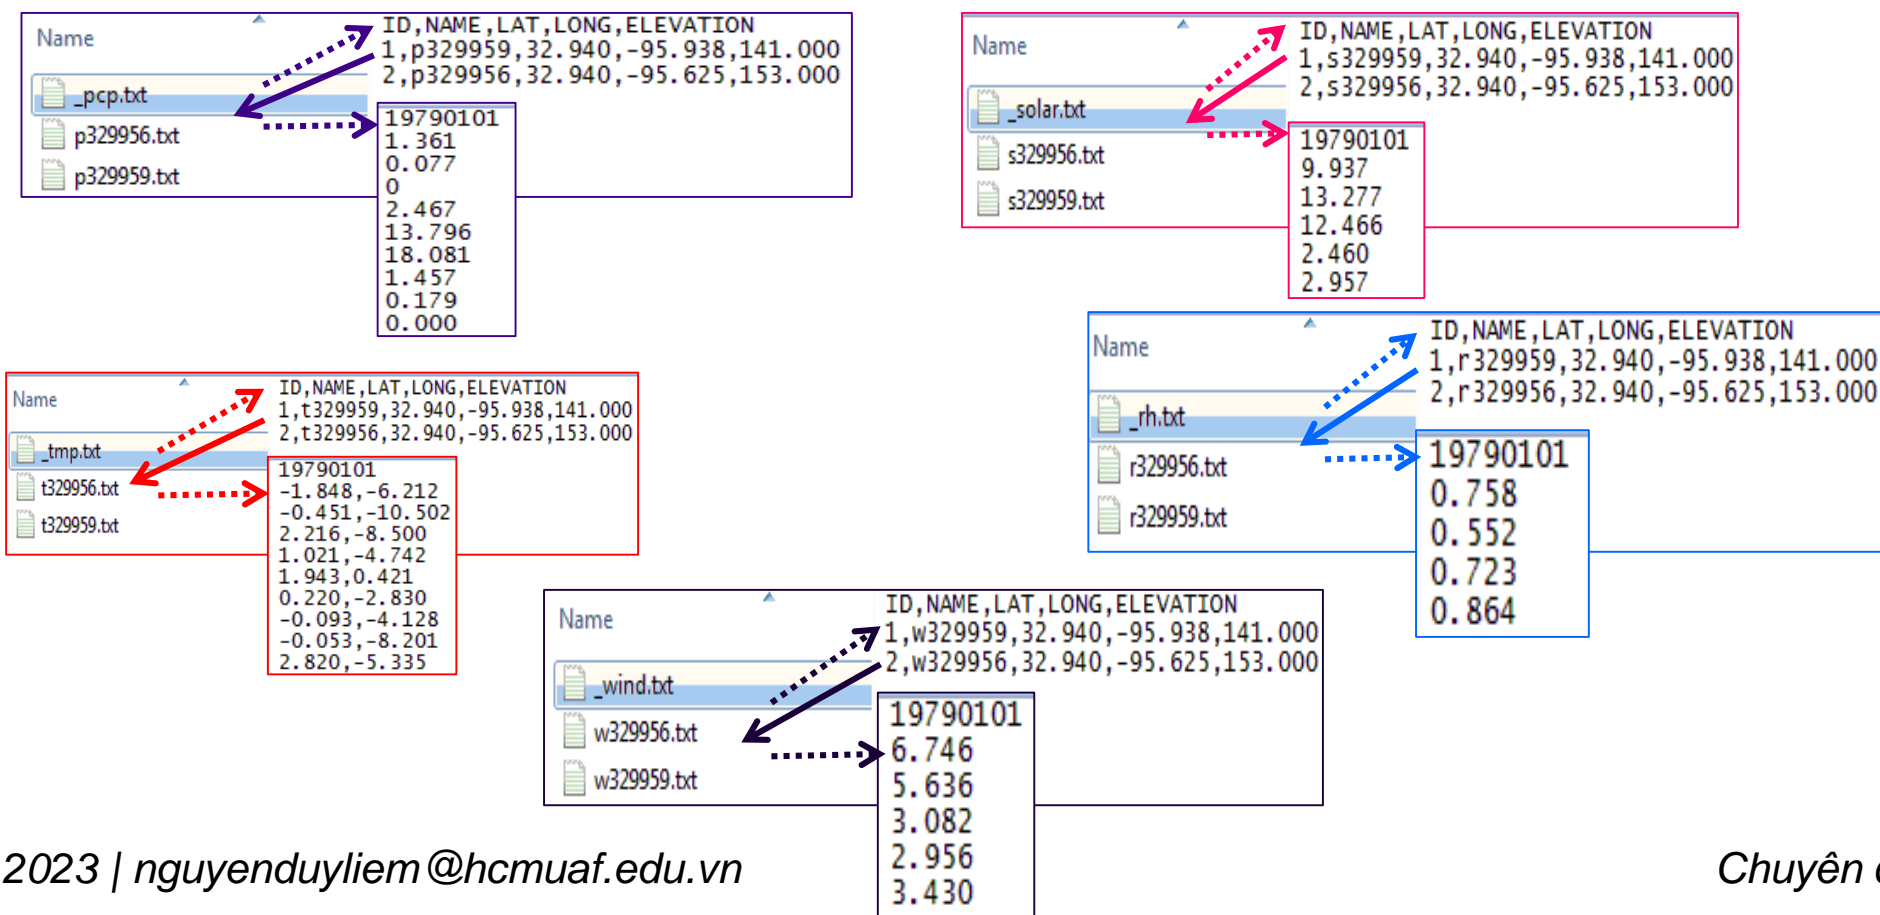 Name
_pcp.txt
p329956.txt
p329959.txt
ID,NAME,LAT,LONG,ELEVATION
1,p329959,32.940,-95.938,141.000
2,p329956,32.940,-95.625,153.000
19790101
1.361
0.077
0
2.467
13.796
18.081
1.457
0.179
0.000
Name
_solar.txt
s329956.txt
s329959.txt
ID,NAME,LAT,LONG,ELEVATION
1,s329959,32.940,-95.938,141.000
2,s329956,32.940,-95.625,153.000
19790101
9.937
13.277
12.466
2.460
2.957
Name
_tmp.txt
t329956.txt
t329959.txt
ID,NAME,LAT,LONG,ELEVATION
1,t329959,32.940,-95.938,141.000
2,t329956,32.940,-95.625,153.000
19790101
-1.848,-6.212
-0.451,-10.502
2.216,-8.500
1.021,-4.742
1.943,0.421
0.220,-2.830
-0.093,-4.128
-0.053,-8.201
2.820,-5.335
Name
_rh.txt
r329956.txt
r329959.txt
ID,NAME,LAT,LONG,ELEVATION
1,r329959,32.940,-95.938,141.000
2,r329956,32.940,-95.625,153.000
19790101
0.758
0.552
0.723
0.864
Name
_wind.txt
w329956.txt
w329959.txt
ID,NAME,LAT,LONG,ELEVATION
1,w329959,32.940,-95.938,141.000
2,w329956,32.940,-95.625,153.000
19790101
6.746
5.636
3.082
2.956
3.430
2023 | nguyenduyliem@hcmuaf.edu.vn
Chuyên